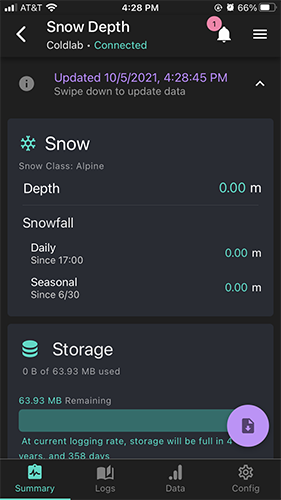 AT&T 4:28 PM 66%
Snow Depth
1
Coldlab • Connected
Updated 10/5/2021, 4:28:45 PM
Swipe down to update data
Snow
Snow Class: Alpine
Depth 0.00 m
Snowfall
Daily 0.00 m
Since 17:00
Seasonal 0.00 m
Since 6/30
Storage
0 B of 63.93 MB used
63.93 MB Remaining
At current logging rate, storage will be full in 4
years, and 358 days
Summary Logs Data Config